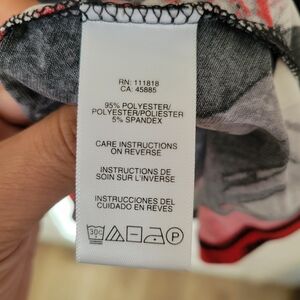 RN: 111818
CA: 45885
95% POLYESTER/
POLYESTER/POLIESTER
5% SPANDEX
CARE INSTRUCTIONS
ON REVERSE
INSTRUCTIONS DE
SOIN SUR L'INVERSE
INSTRUCCIONES DEL
CUIDADO EN REVES
30C
P